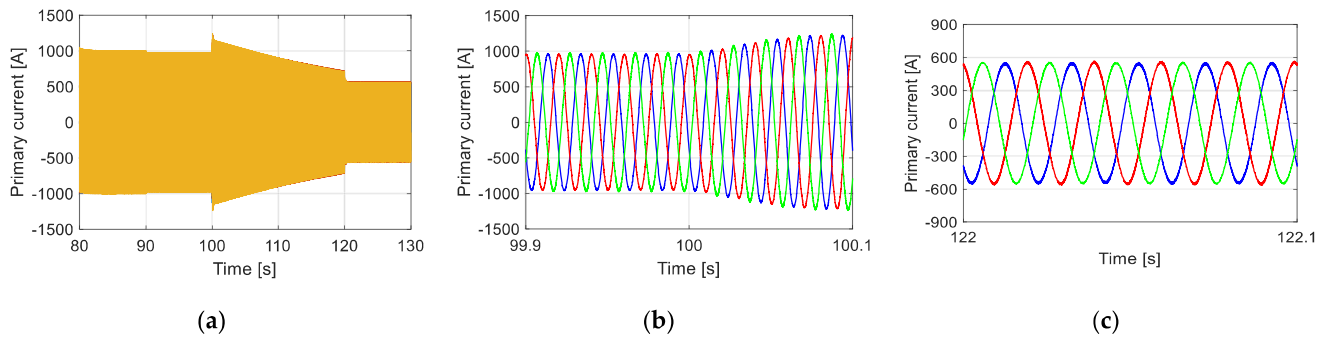 Primary current [A]
1500
1000
500
0
-500
-1000
-1500
80 90 100 110 120 130
Time [s]
(a)
Primary current [A]
1500
1000
500
0
-500
-1000
-1500
99.9 100 100.1
Time [s]
(b)
Primary current [A]
900
600
300
0
-300
-600
-900
122 122.1
Time [s]
(c)